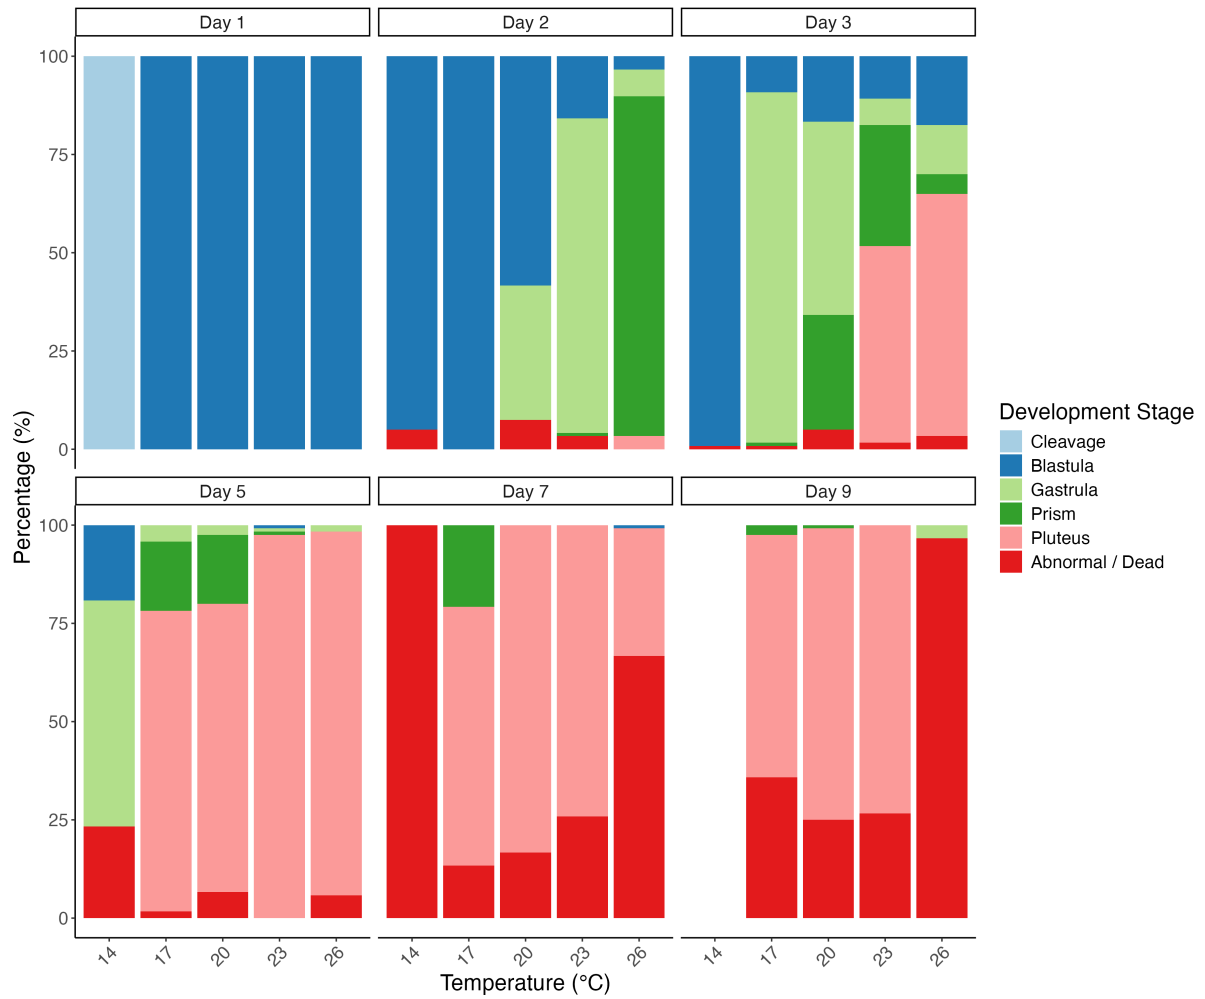 Day 1 Day 2 Day 3
100
75
50
25
0
Day 5 Day 7 Day 9
100
75
50
25
0
14 17 20 23 26 14 17 20 23 26 14 17 20 23 26
Temperature (°C)
Percentage (%)
Development Stage
Cleavage
Blastula
Gastrula
Prism
Pluteus
Abnormal / Dead